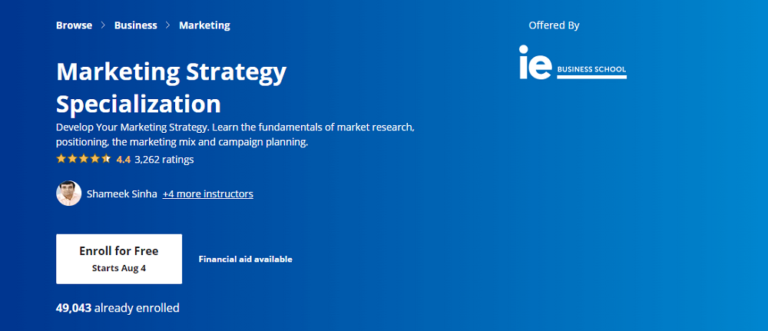 Browse > Business > Marketing
Offered By
ie BUSINESS SCHOOL
Marketing Strategy
Specialization
Develop Your Marketing Strategy. Learn the fundamentals of market research,
positioning, the marketing mix and campaign planning.
4.4 3,262 ratings
Shameek Sinha +4 more instructors
Enroll for Free
Starts Aug 4
Financial aid available
49,043 already enrolled